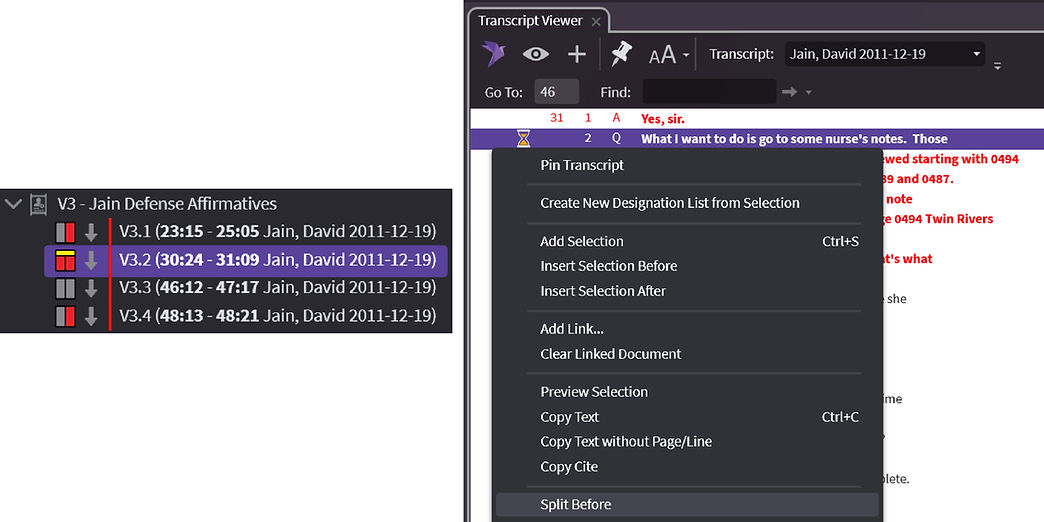 V3 - Jain Defense Affirmatives
V3.1 (23:15 - 25:05 Jain, David 2011-12-19)
V3.2 (30:24 - 31:09 Jain, David 2011-12-19)
V3.3 (46:12 - 47:17 Jain, David 2011-12-19)
V3.4 (48:13 - 48:21 Jain, David 2011-12-19)
Transcript Viewer
AA Transcript: Jain, David 2011-12-19
Go To: 46 Find:
31 1 A Yes, sir.
2 Q What I want to do is go to some nurse's notes. Those
Pin Transcript
Create New Designation List from Selection
Add Selection Ctrl+S
Insert Selection Before
Insert Selection After
Add Link...
Clear Linked Document
Preview Selection
Copy Text Ctrl+C
Copy Text without Page/Line
Copy Cite
Split Before
starting with 0494
and 0487.
note
0494 Twin Rivers
what
she